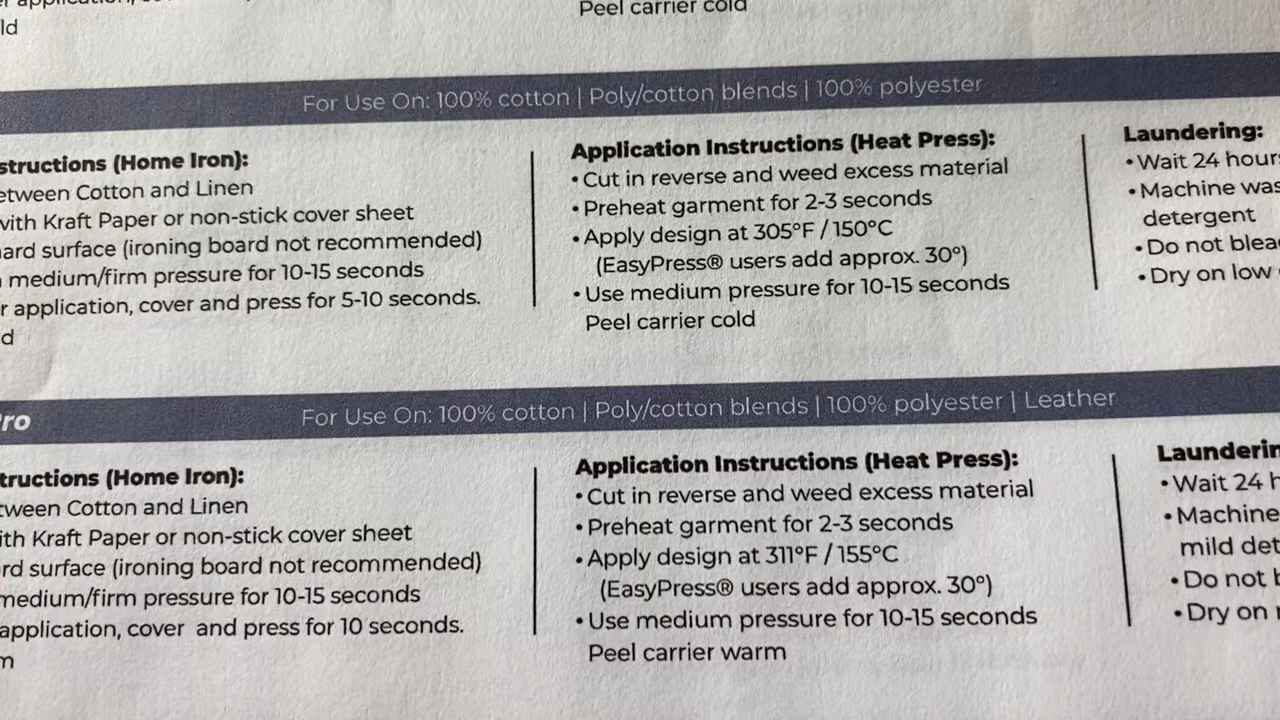 ld
Peel carrier cold
For Use On: 100% cotton | Poly/cotton blends | 100% polyester
structions (Home Iron):
etween Cotton and Linen
with Kraft Paper or non-stick cover sheet
ard surface (ironing board not recommended)
medium/firm pressure for 10-15 seconds
r application, cover and press for 5-10 seconds.
d
Application Instructions (Heat Press):
• Cut in reverse and weed excess material
• Preheat garment for 2-3 seconds
• Apply design at 305°F / 150°C
(EasyPress® users add approx. 30°)
• Use medium pressure for 10-15 seconds
Peel carrier cold
Laundering:
• Wait 24 hours
• Machine was
detergent
• Do not blea
• Dry on low
ro
For Use On: 100% cotton | Poly/cotton blends | 100% polyester | Leather
tructions (Home Iron):
tween Cotton and Linen
ith Kraft Paper or non-stick cover sheet
rd surface (ironing board not recommended)
medium/firm pressure for 10-15 seconds
application, cover and press for 10 seconds.
m
Application Instructions (Heat Press):
• Cut in reverse and weed excess material
• Preheat garment for 2-3 seconds
• Apply design at 311°F / 155°C
(EasyPress® users add approx. 30°)
• Use medium pressure for 10-15 seconds
Peel carrier warm
Launderin
• Wait 24 h
• Machine
mild det
• Do not b
• Dry on